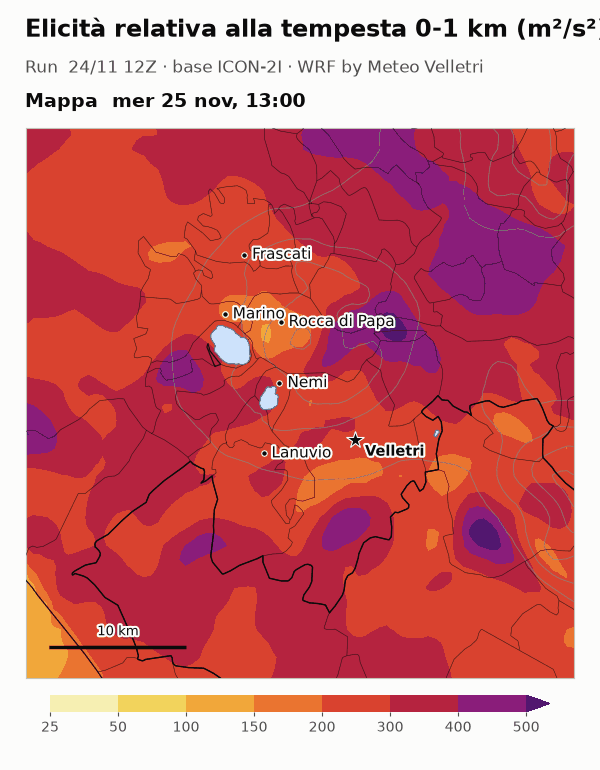 Elicità relativa alla tempesta 0-1 km (m²/s²)
Run  24/11 12Z · base ICON-2I · WRF by Meteo Velletri
Mappa  mer 25 nov, 13:00
Frascati
Marino
Rocca di Papa
Nemi
Velletri
Lanuvio
10 km
25 50 100 150 200 300 400 500